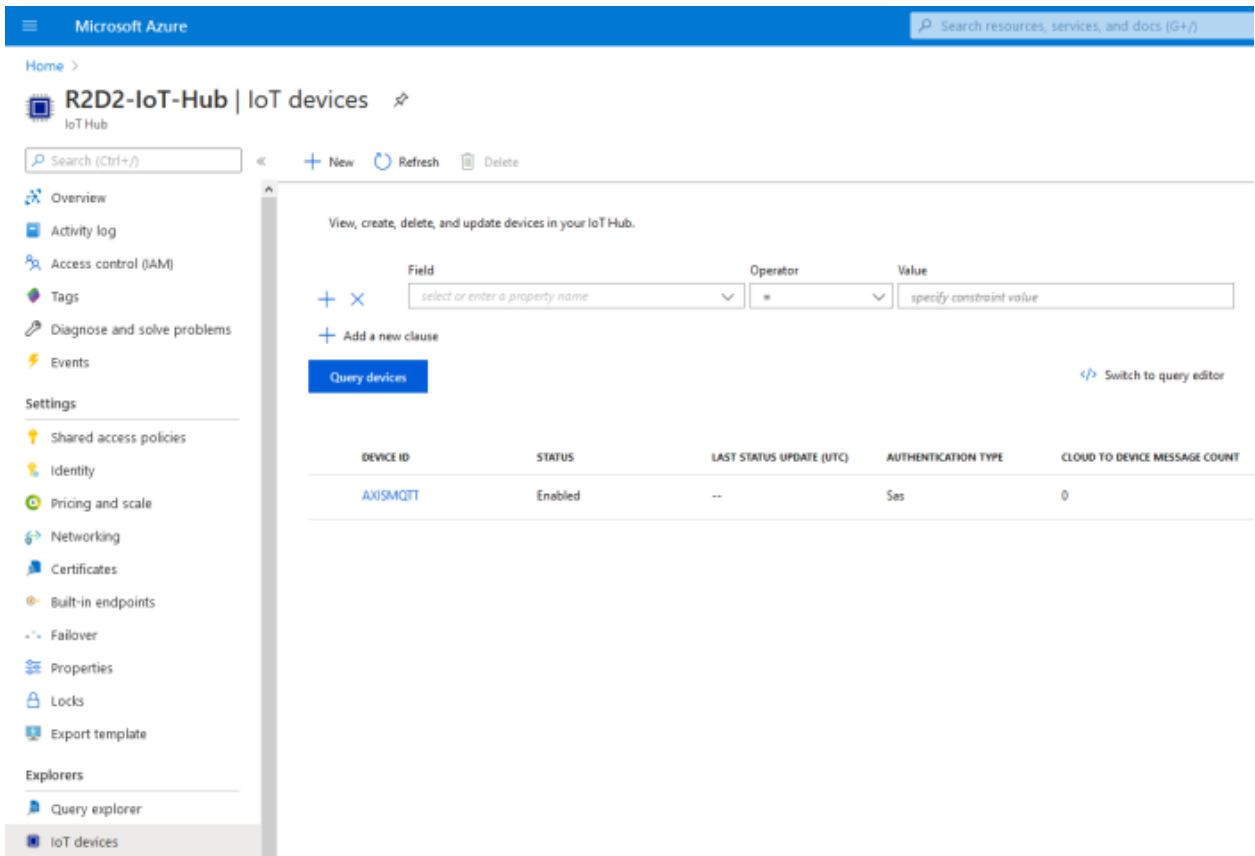 Microsoft Azure
Search resources, services, and docs (G+/)
Home >
R2D2-IoT-Hub | IoT devices
IoT Hub
Search (Ctrl+/)
«
New
Refresh
Delete
Overview
Activity log
Access control (IAM)
Tags
Diagnose and solve problems
Events
Settings
Shared access policies
Identity
Pricing and scale
Networking
Certificates
Built-in endpoints
Failover
Properties
Locks
Export template
Explorers
Query explorer
IoT devices
View, create, delete, and update devices in your IoT Hub.
Field Operator Value
select or enter a property name = specify constraint value
Add a new clause
Query devices
</> Switch to query editor
DEVICE ID STATUS LAST STATUS UPDATE (UTC) AUTHENTICATION TYPE CLOUD TO DEVICE MESSAGE COUNT
AXISMQTT Enabled -- Sas 0